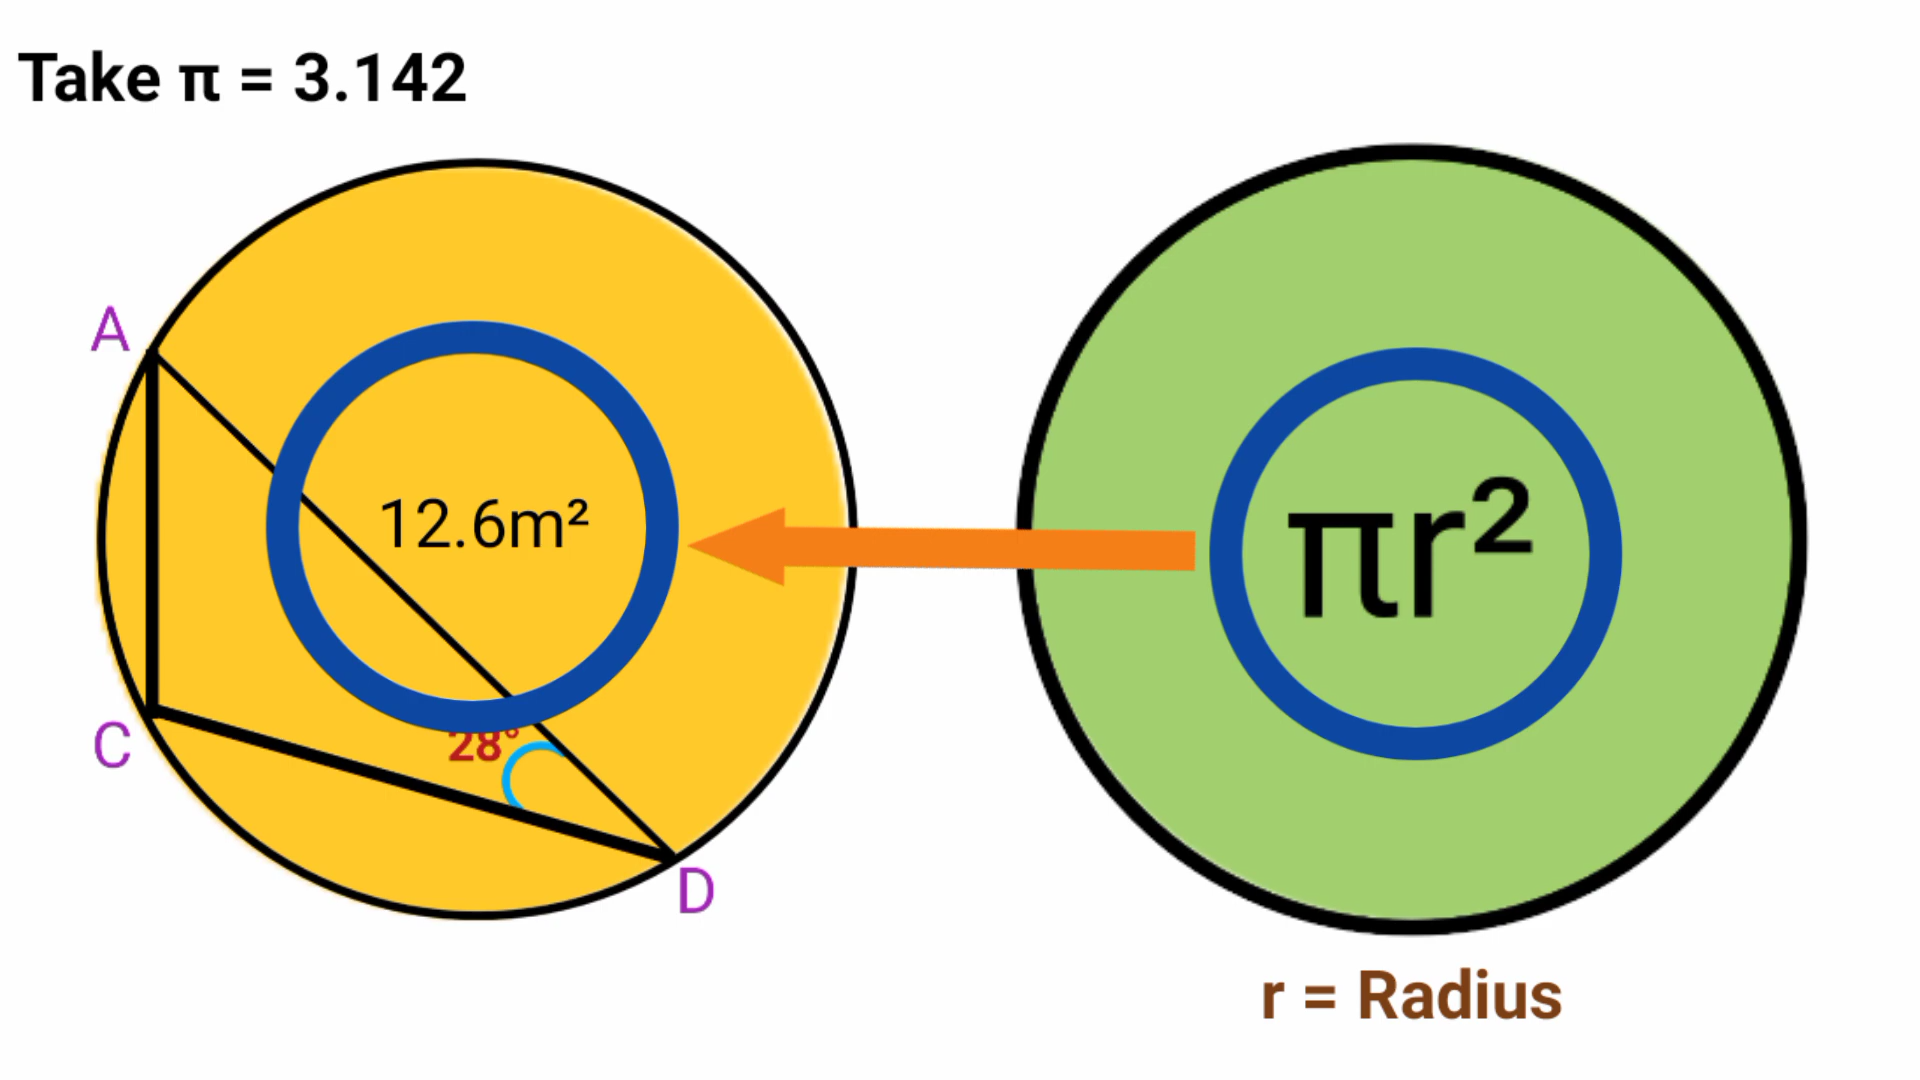 Take π = 3.142
A
12.6m²
πr²
C
28°
D
r = Radius